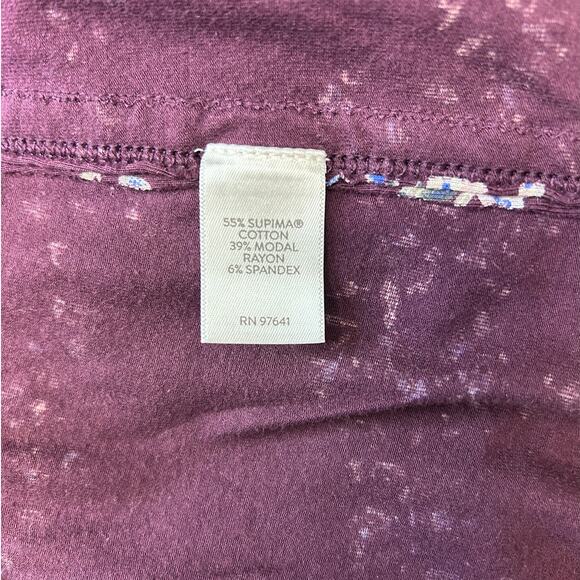 55% SUPIMA®
COTTON
39% MODAL
RAYON
6% SPANDEX
RN 97641